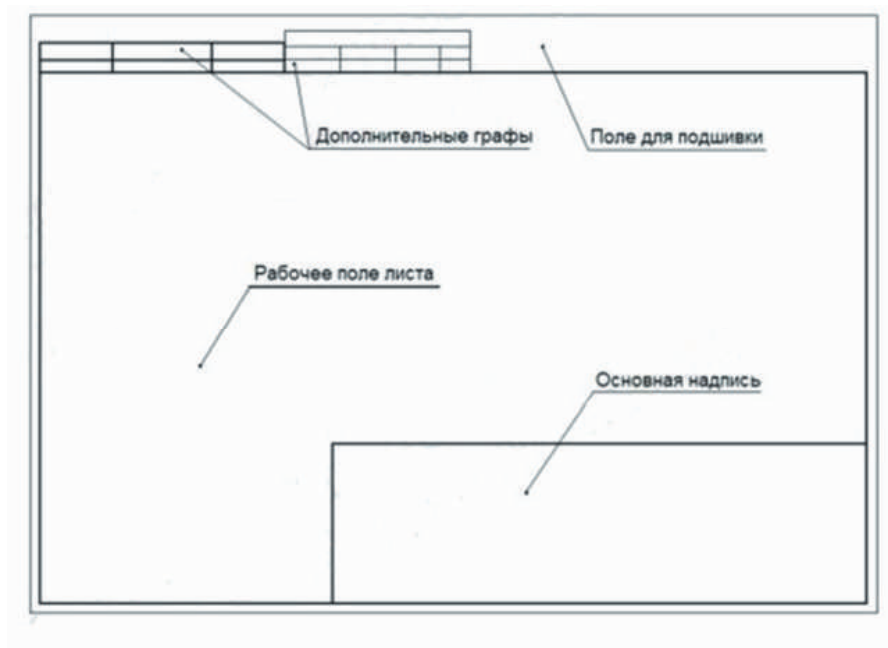 Дополнительные графы
Поле для подшивки
Рабочее поле листа
Основная надпись